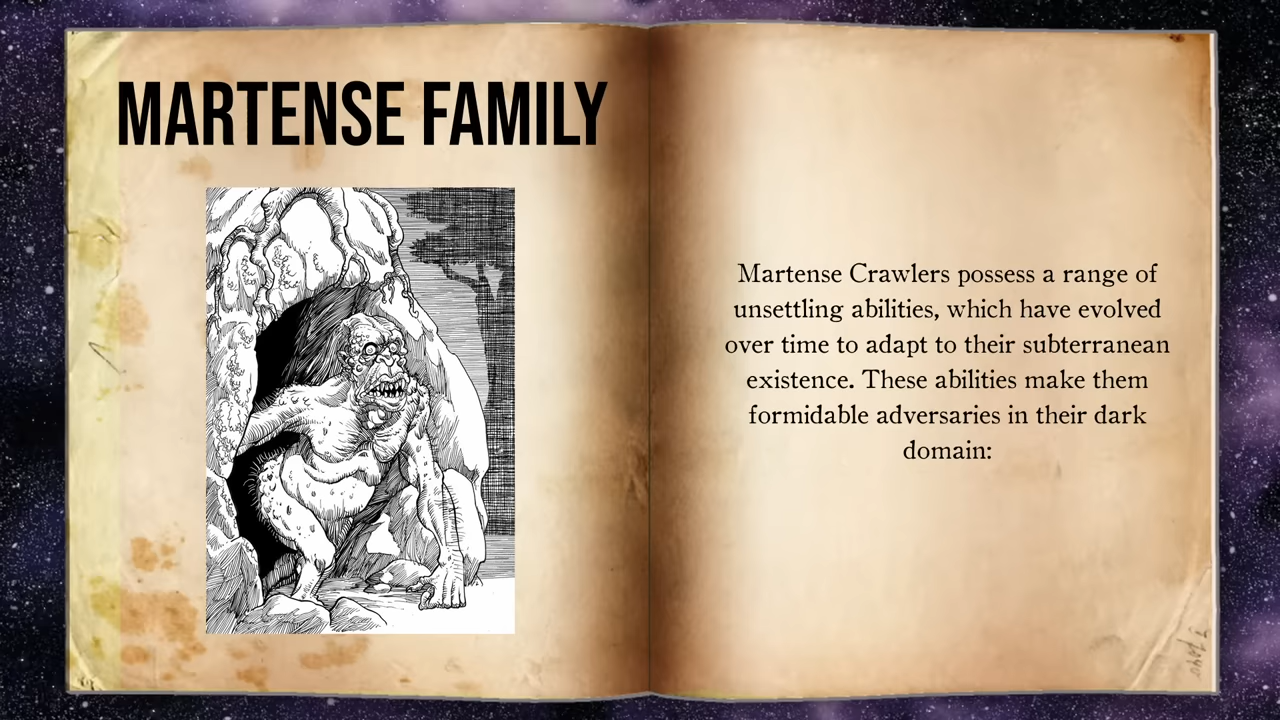 MARTENSE FAMILY
Martense Crawlers possess a range of
unsettling abilities, which have evolved
over time to adapt to their subterranean
existence. These abilities make them
formidable adversaries in their dark
domain: